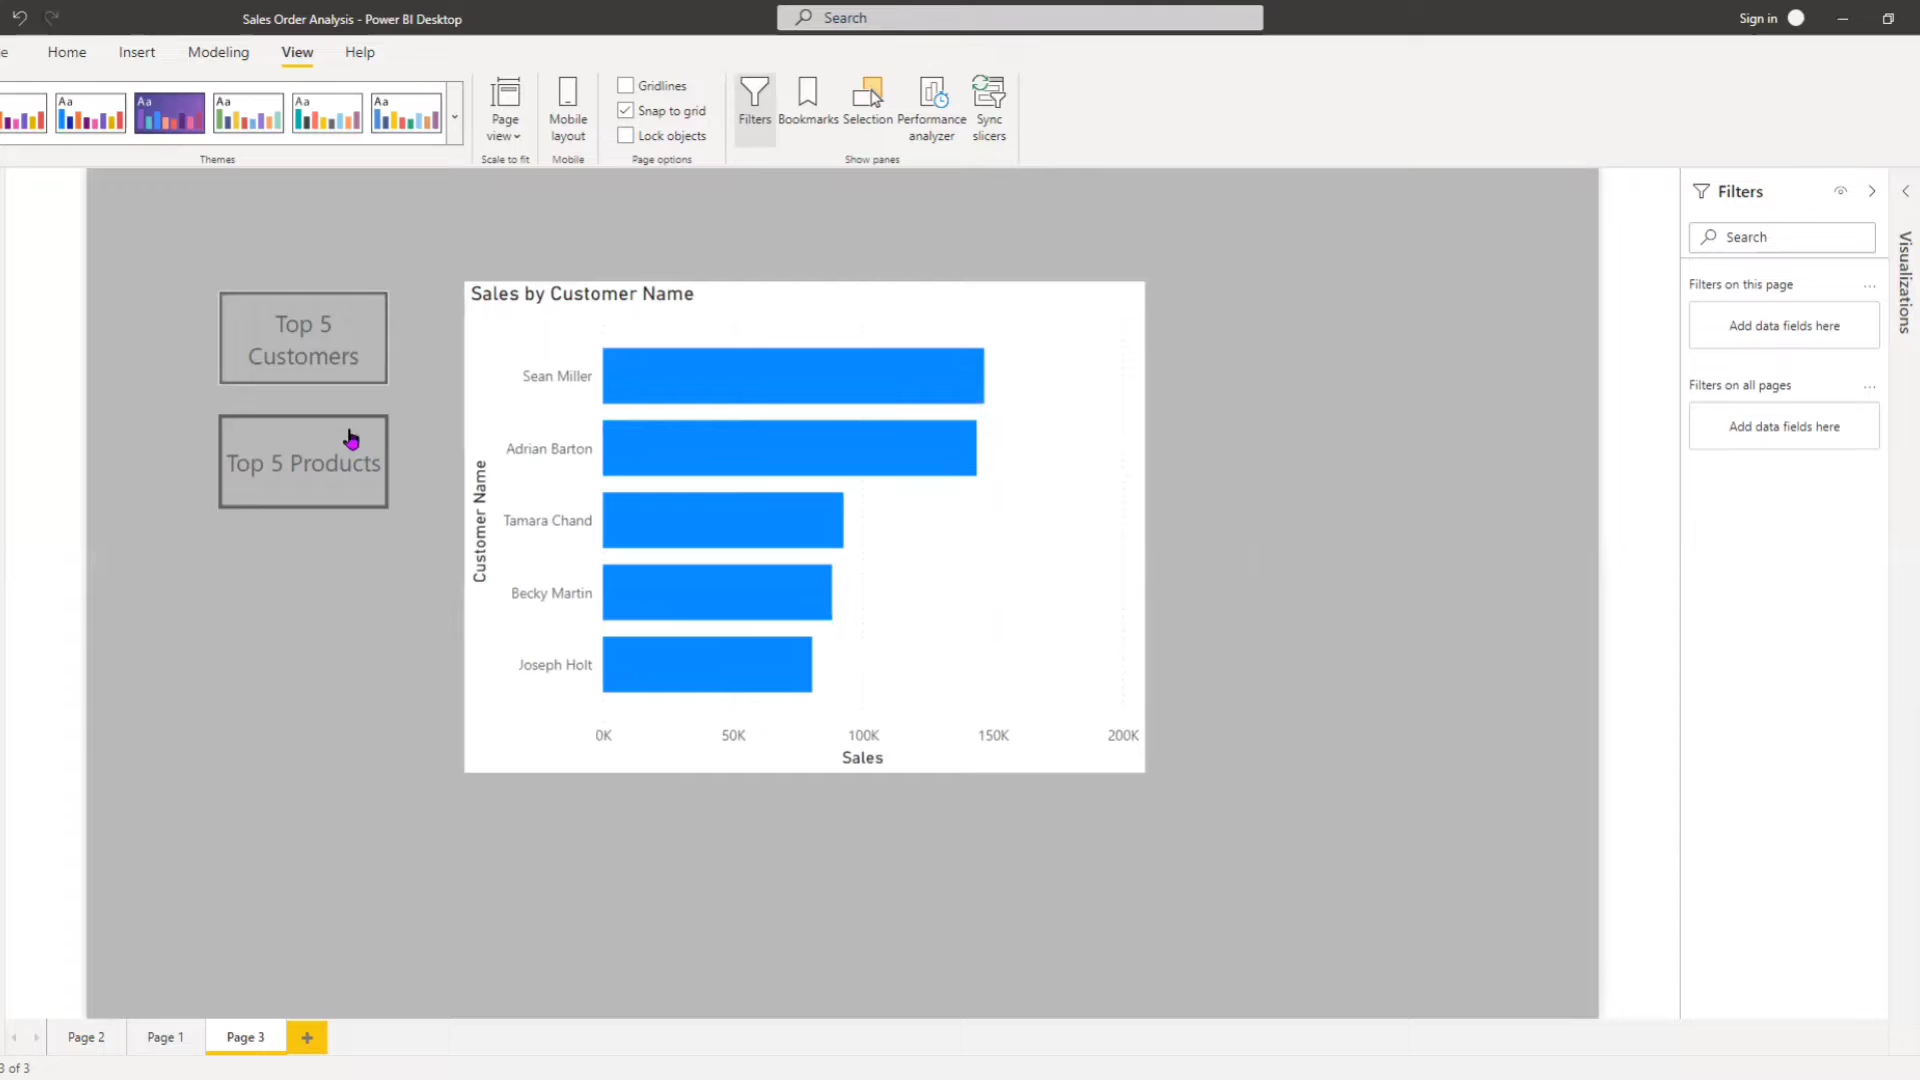 Sales Order Analysis - Power BI Desktop
Search
Sign in
e
Home
Insert
Modeling
View
Help
Aa
Aa
Aa
Aa
Aa
Themes
Page
view
Scale to fit
Mobile
layout
Mobile
Gridlines
Snap to grid
Lock objects
Page options
Filters
Bookmarks
Selection
Performance
analyzer
Sync
slicers
Show panes
Top 5
Customers
Top 5 Products
Sales by Customer Name
Customer Name
Sean Miller
Adrian Barton
Tamara Chand
Becky Martin
Joseph Holt
0K
50K
100K
150K
200K
Sales
Filters
Search
Filters on this page
...
Add data fields here
Filters on all pages
...
Add data fields here
Visualizations
Page 2
Page 1
Page 3
+
3 of 3